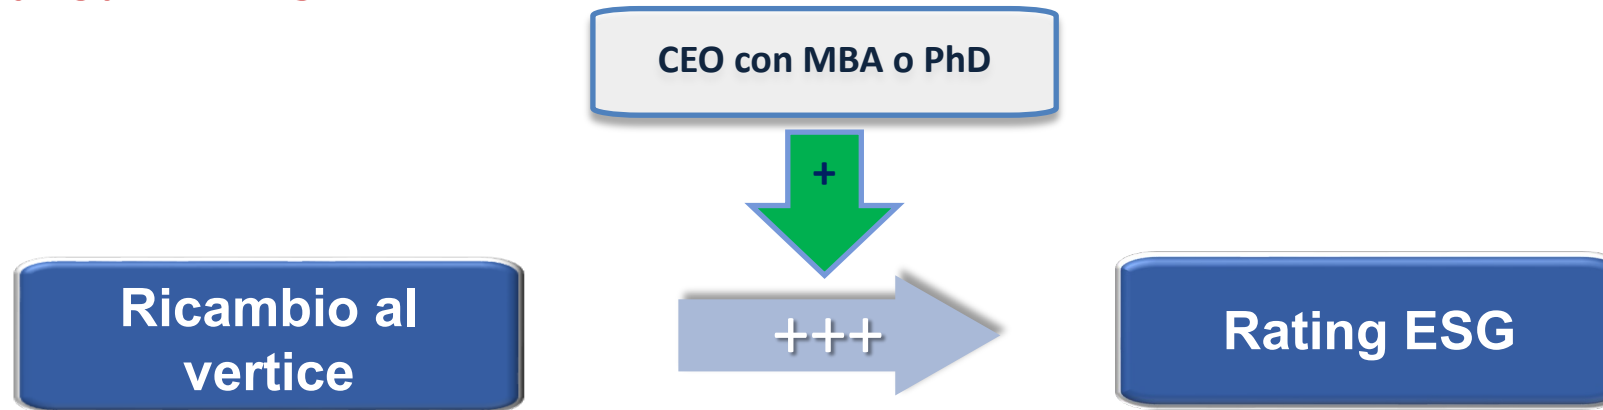 CEO con MBA o PhD
+
Ricambio al
vertice
+++
Rating ESG